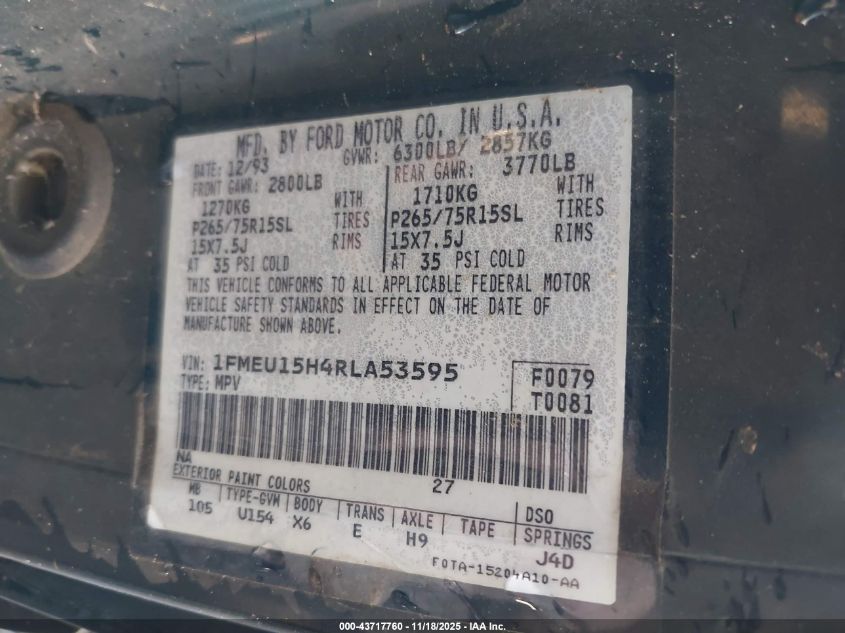 MFD. BY FORD MOTOR CO. IN U.S.A.
DATE: 12/93 GVWR: 6300LB/ 2857KG
FRONT GAWR: 2800LB REAR GAWR: 3770LB
1270KG WITH 1710KG WITH
P265/75R15SL TIRES P265/75R15SL TIRES
15X7.5J RIMS 15X7.5J RIMS
AT 35 PSI COLD AT 35 PSI COLD
THIS VEHICLE CONFORMS TO ALL APPLICABLE FEDERAL MOTOR
VEHICLE SAFETY STANDARDS IN EFFECT ON THE DATE OF
MANUFACTURE SHOWN ABOVE.
VIN: 1FMEU15H4RLA53595 F0079
TYPE: MPV T0081
NA 27
EXTERIOR PAINT COLORS DSO
WB TYPE-GVM BODY TRANS AXLE TAPE SPRINGS
105 U154 X6 E H9 J4D
F0TA-15204A10-AA
000-43717760 - 11/18/2025 - IAA Inc.